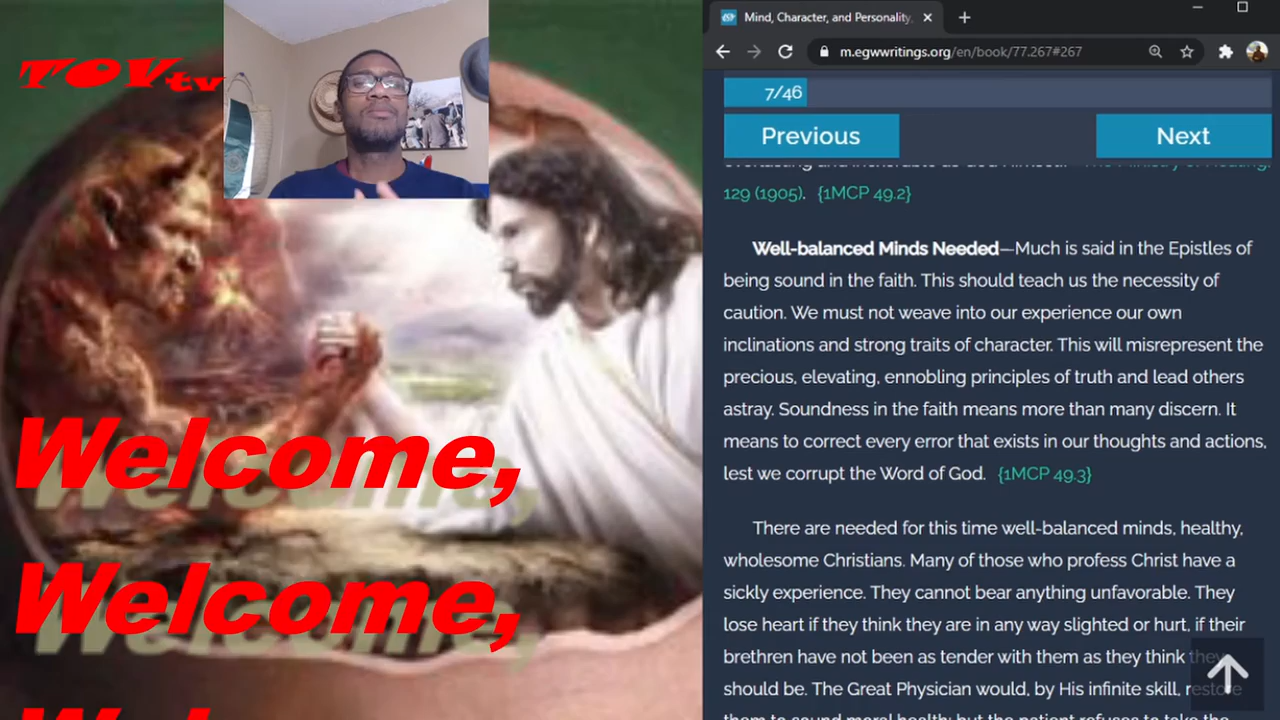 TOVtv
Welcome,
Welcome,
Mind, Character, and Personality,
m.egwwritings.org/en/book/77.267#267
7/46
Previous
Next
129 (1905). {1MCP 49.2}
Well-balanced Minds Needed—Much is said in the Epistles of
being sound in the faith. This should teach us the necessity of
caution. We must not weave into our experience our own
inclinations and strong traits of character. This will misrepresent the
precious, elevating, ennobling principles of truth and lead others
astray. Soundness in the faith means more than many discern. It
means to correct every error that exists in our thoughts and actions,
lest we corrupt the Word of God. {1MCP 49.3}
There are needed for this time well-balanced minds, healthy,
wholesome Christians. Many of those who profess Christ have a
sickly experience. They cannot bear anything unfavorable. They
lose heart if they think they are in any way slighted or hurt, if their
brethren have not been as tender with them as they think they
should be. The Great Physician would, by His infinite skill, restore